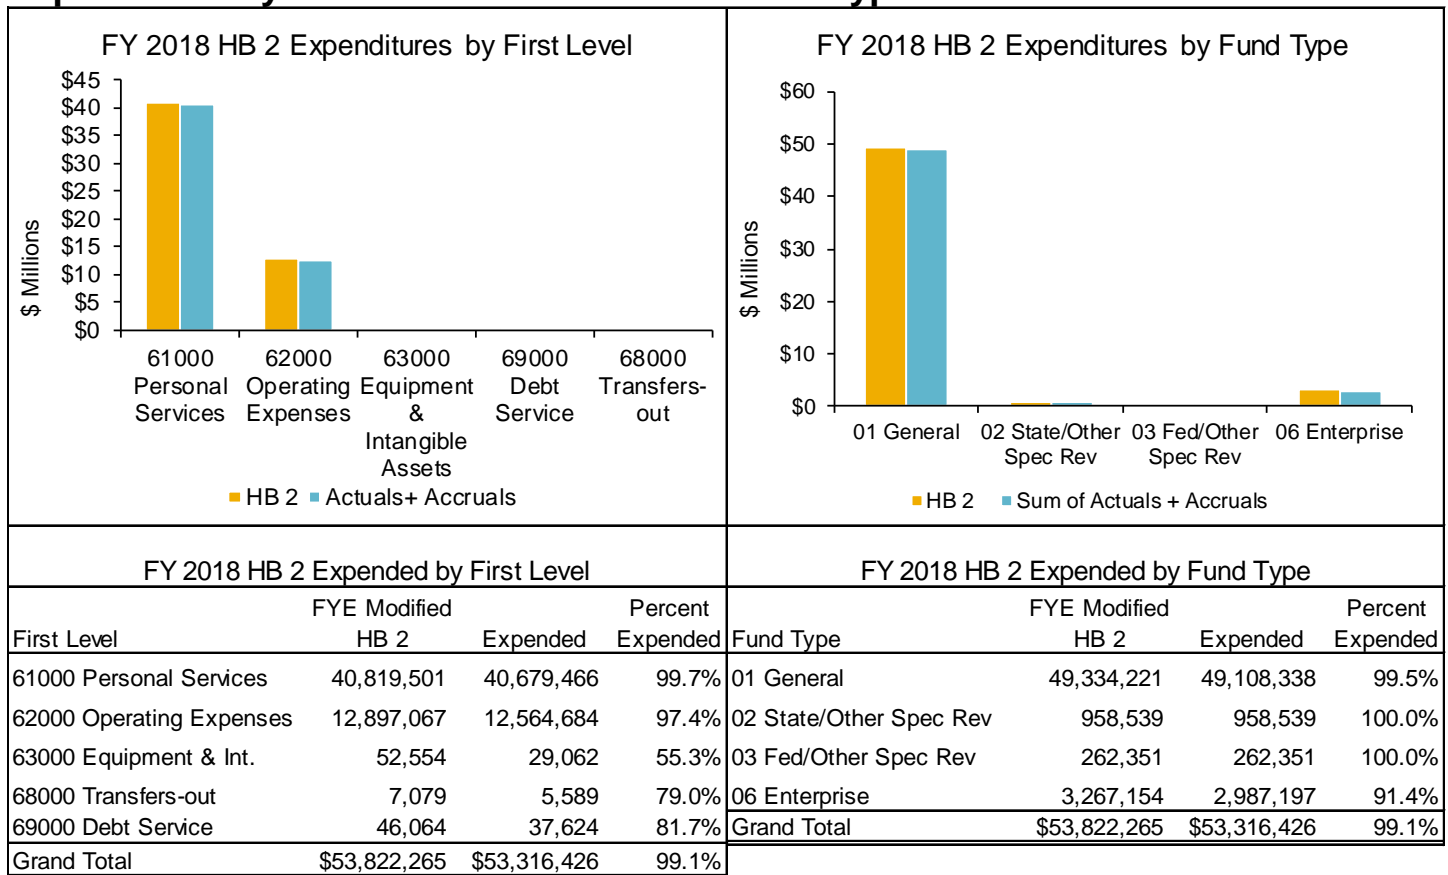 FY 2018 HB 2 Expenditures by First Level
$45
$40
$35
$30
$25
$20
$15
$10
$5
$0
$ Millions
61000 Personal Services
62000 Operating Expenses
63000 Equipment & Intangible Assets
69000 Debt Service
68000 Transfers-out
HB 2 Actuals+ Accruals
FY 2018 HB 2 Expenditures by Fund Type
$60
$50
$40
$30
$20
$10
$0
$ Millions
01 General
02 State/Other Spec Rev
03 Fed/Other Spec Rev
06 Enterprise
HB 2 Sum of Actuals + Accruals
FY 2018 HB 2 Expended by First Level
First Level FYE Modified HB 2 Expended Percent Expended
61000 Personal Services 40,819,501 40,679,466 99.7%
62000 Operating Expenses 12,897,067 12,564,684 97.4%
63000 Equipment & Int. 52,554 29,062 55.3%
68000 Transfers-out 7,079 5,589 79.0%
69000 Debt Service 46,064 37,624 81.7%
Grand Total $53,822,265 $53,316,426 99.1%
FY 2018 HB 2 Expended by Fund Type
Fund Type FYE Modified HB 2 Expended Percent Expended
01 General 49,334,221 49,108,338 99.5%
02 State/Other Spec Rev 958,539 958,539 100.0%
03 Fed/Other Spec Rev 262,351 262,351 100.0%
06 Enterprise 3,267,154 2,987,197 91.4%
Grand Total $53,822,265 $53,316,426 99.1%